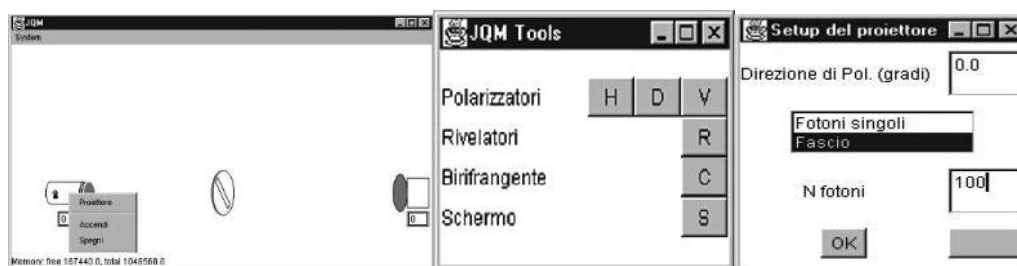 JQM
System
Proiettore
0
0
Accendi
Spegni
Memory: free 167440.0, total 1048568.0
JQM Tools
Polarizzatori H D V
Rivelatori R
Birifrangente C
Schermo S
Setup del proiettore
Direzione di Pol. (gradi) 0.0
Fotoni singoli
Fascio
N fotoni 100
OK